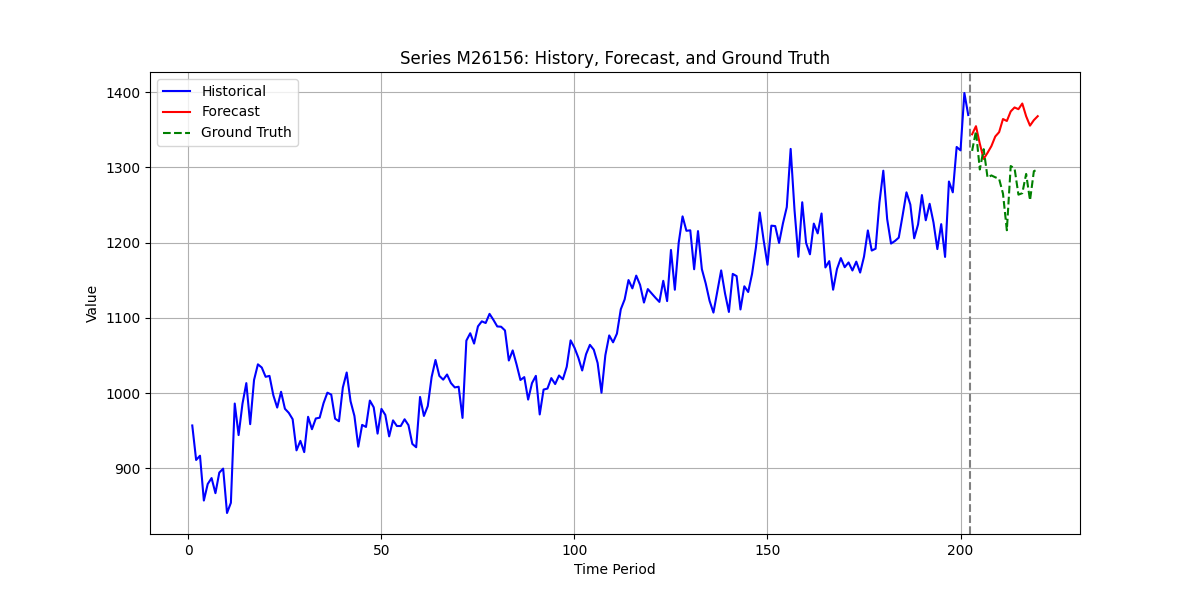 Series M26156: History, Forecast, and Ground Truth
Historical
Forecast
Ground Truth
1400
1300
1200
1100
1000
900
Value
0
50
100
150
200
Time Period